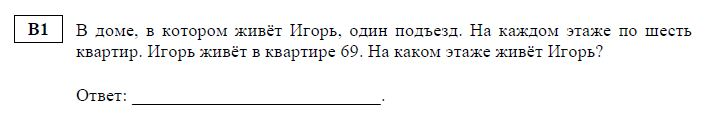 B1 В доме, в котором живёт Игорь, один подъезд. На каждом этаже по шесть
квартир. Игорь живёт в квартире 69. На каком этаже живёт Игорь?
Ответ: ___________________________.